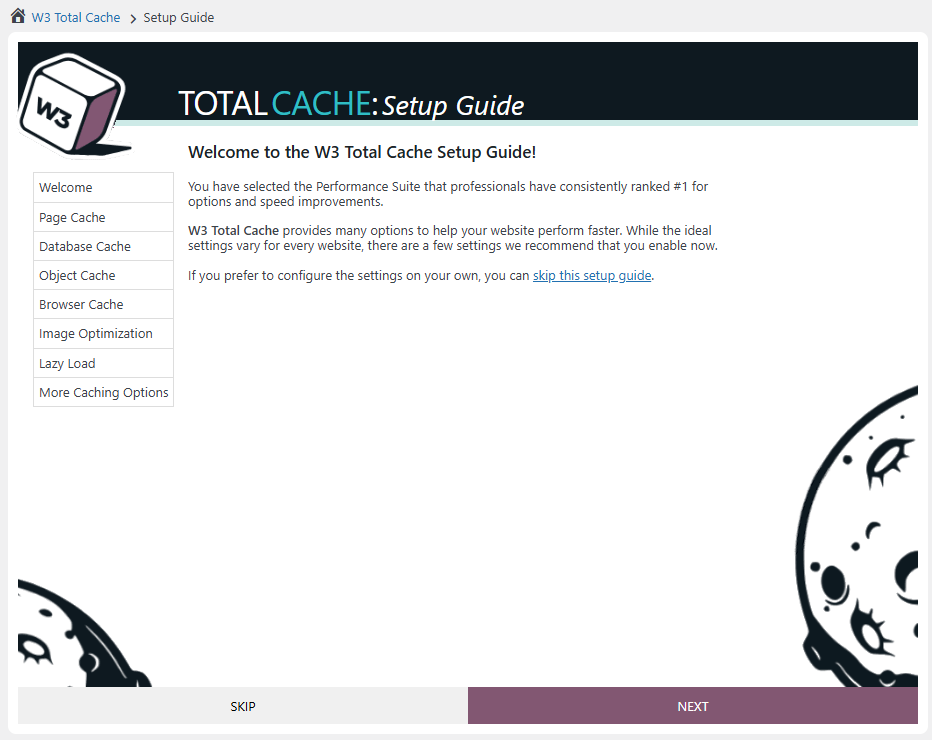 W3 Total Cache > Setup Guide
W3
TOTAL CACHE: Setup Guide
Welcome to the W3 Total Cache Setup Guide!
Welcome
Page Cache
Database Cache
Object Cache
Browser Cache
Image Optimization
Lazy Load
More Caching Options
You have selected the Performance Suite that professionals have consistently ranked #1 for
options and speed improvements.
W3 Total Cache provides many options to help your website perform faster. While the ideal
settings vary for every website, there are a few settings we recommend that you enable now.
If you prefer to configure the settings on your own, you can skip this setup guide.
SKIP
NEXT